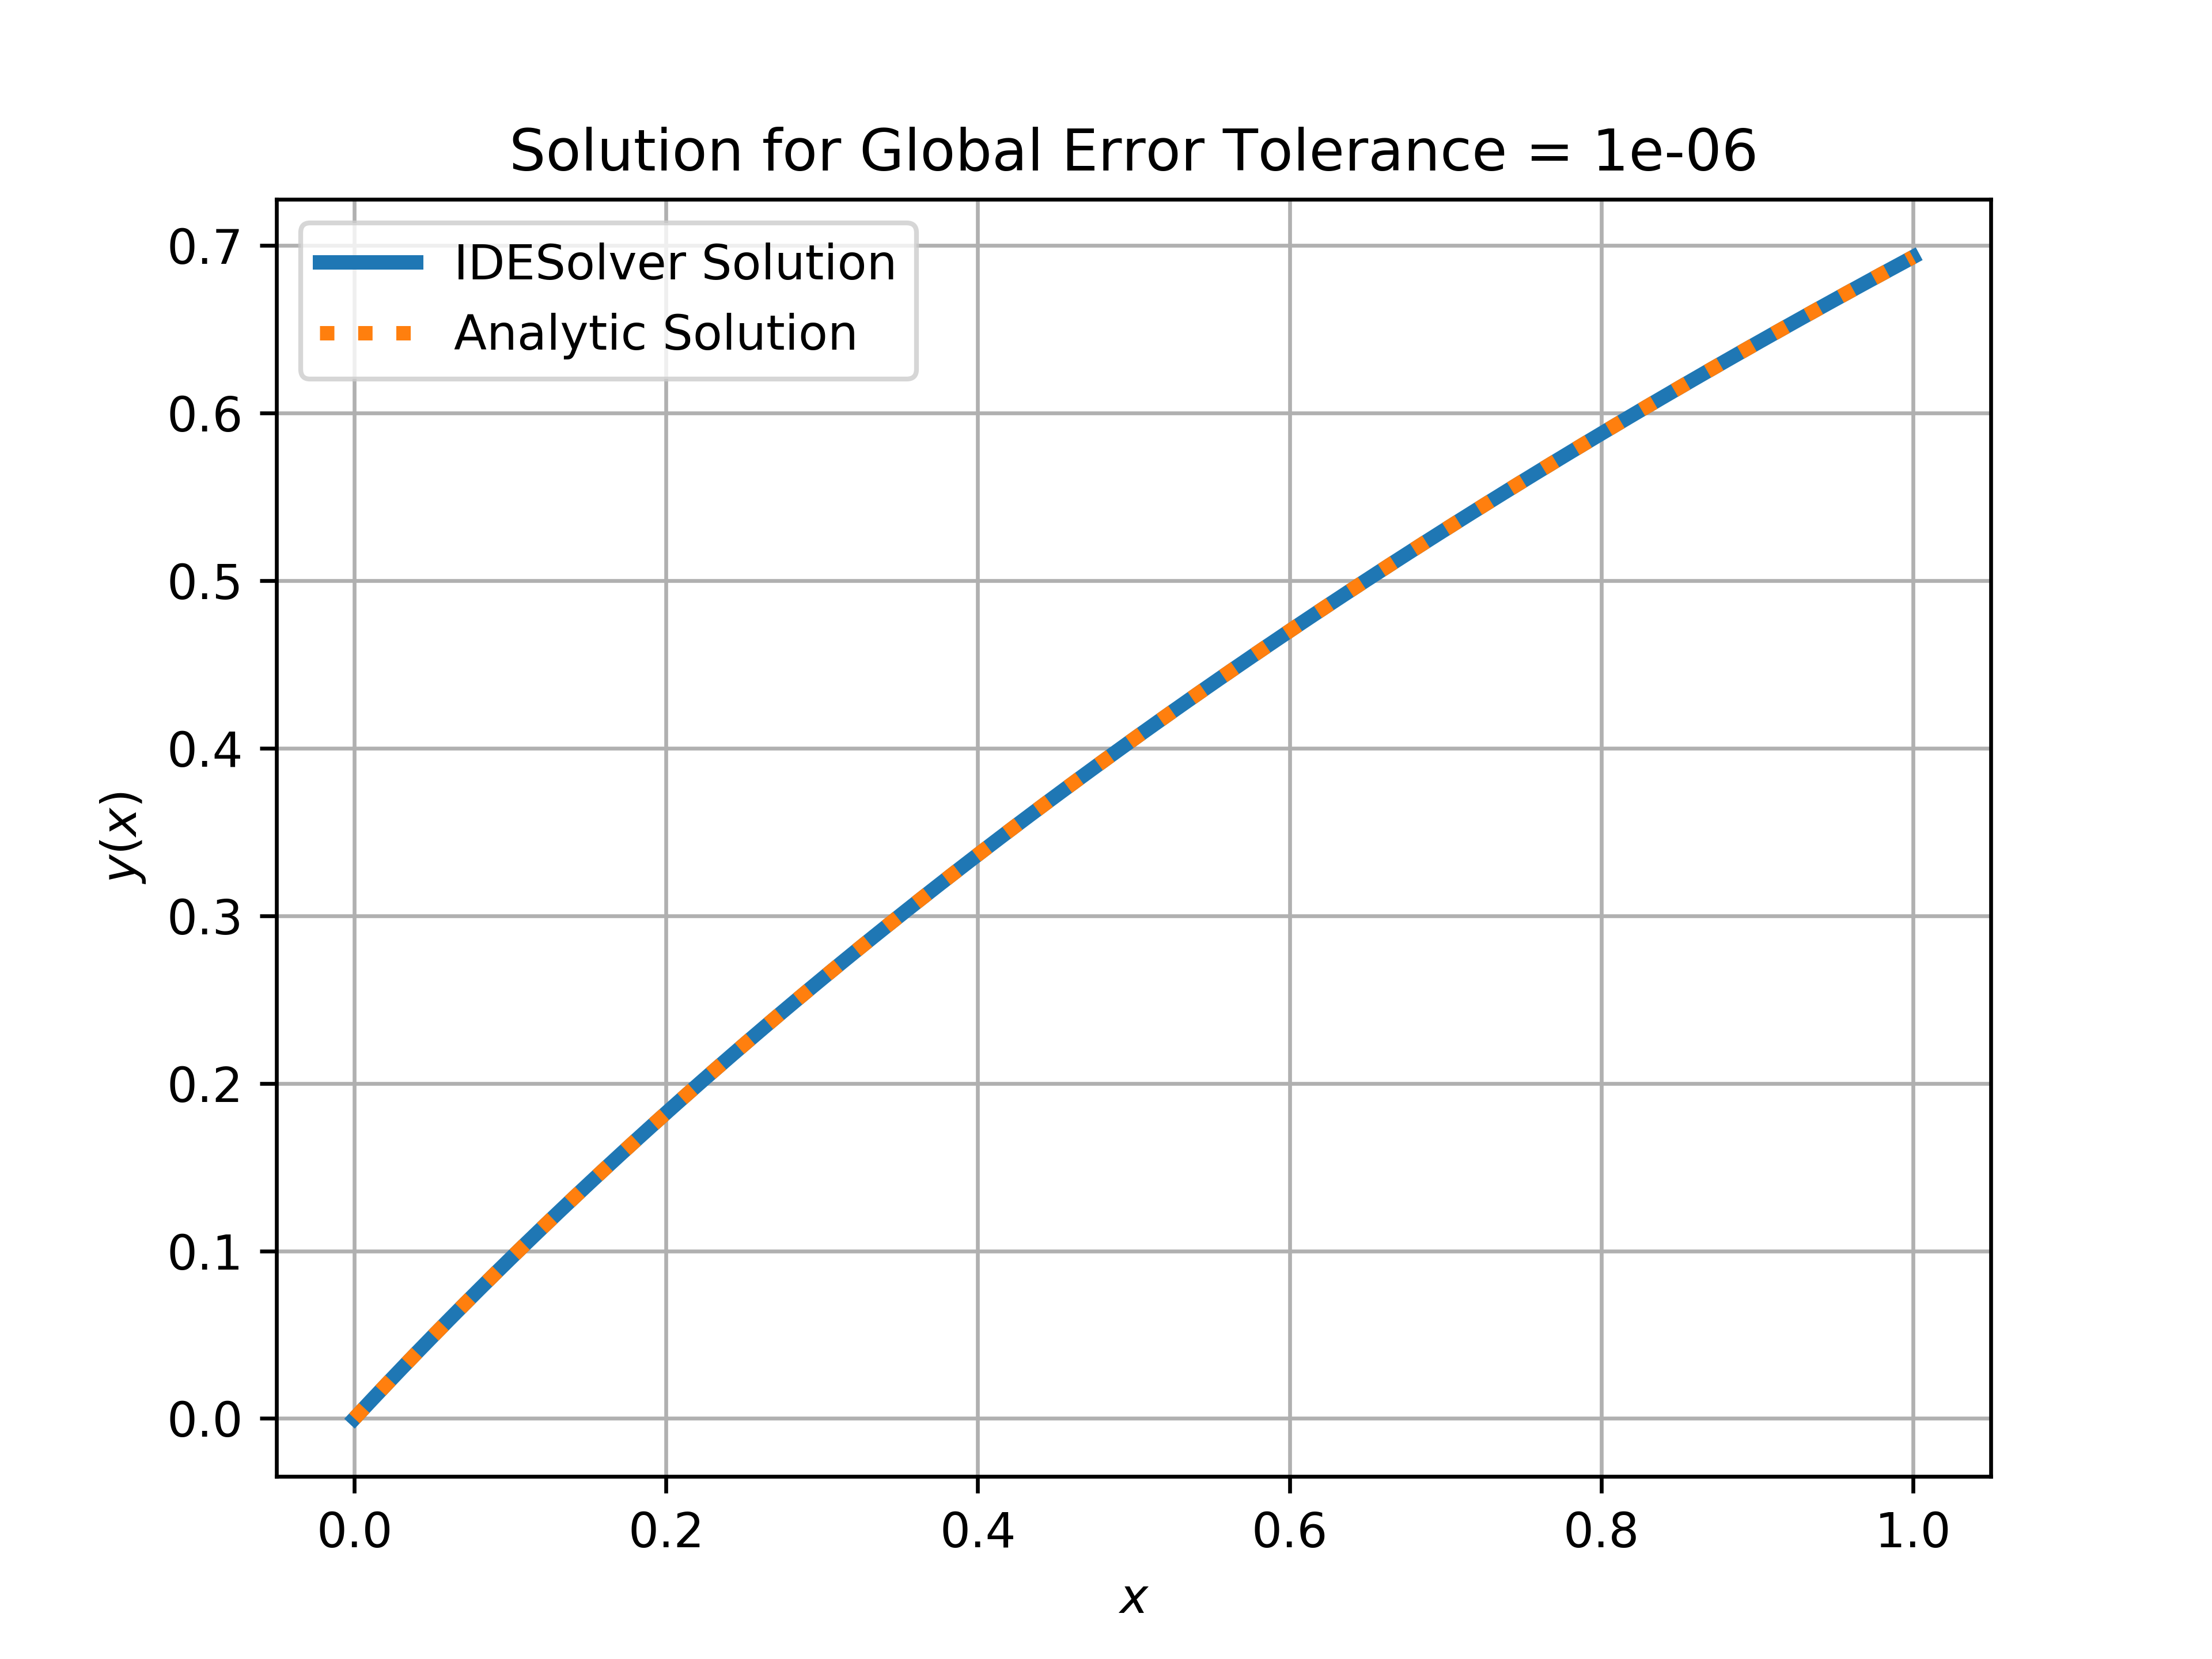 Solution for Global Error Tolerance = 1e-06
IDESolver Solution
Analytic Solution
0.7
0.6
0.5
0.4
0.3
0.2
0.1
0.0
y(x)
0.0 0.2 0.4 0.6 0.8 1.0
x